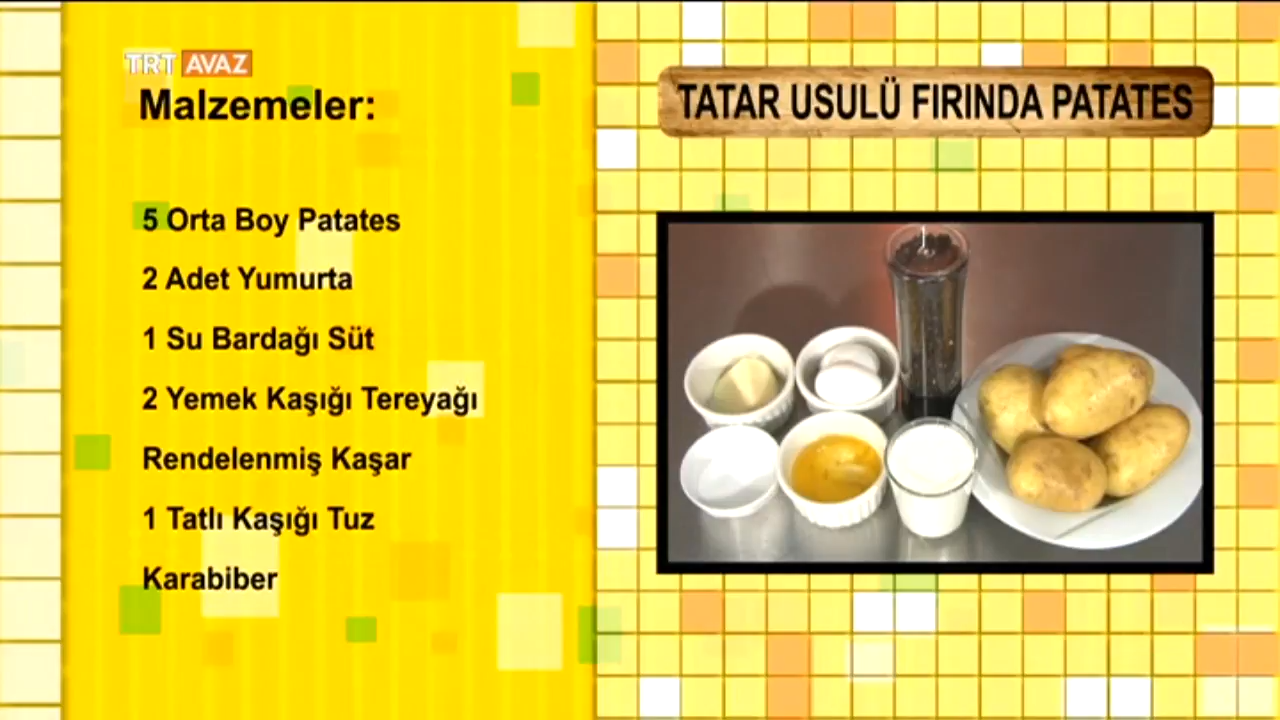 TRT AVAZ
Malzemeler:
5 Orta Boy Patates
2 Adet Yumurta
1 Su Bardağı Süt
2 Yemek Kaşığı Tereyağı
Rendelenmiş Kaşar
1 Tatlı Kaşığı Tuz
Karabiber
TATAR USULÜ FIRINDA PATATES